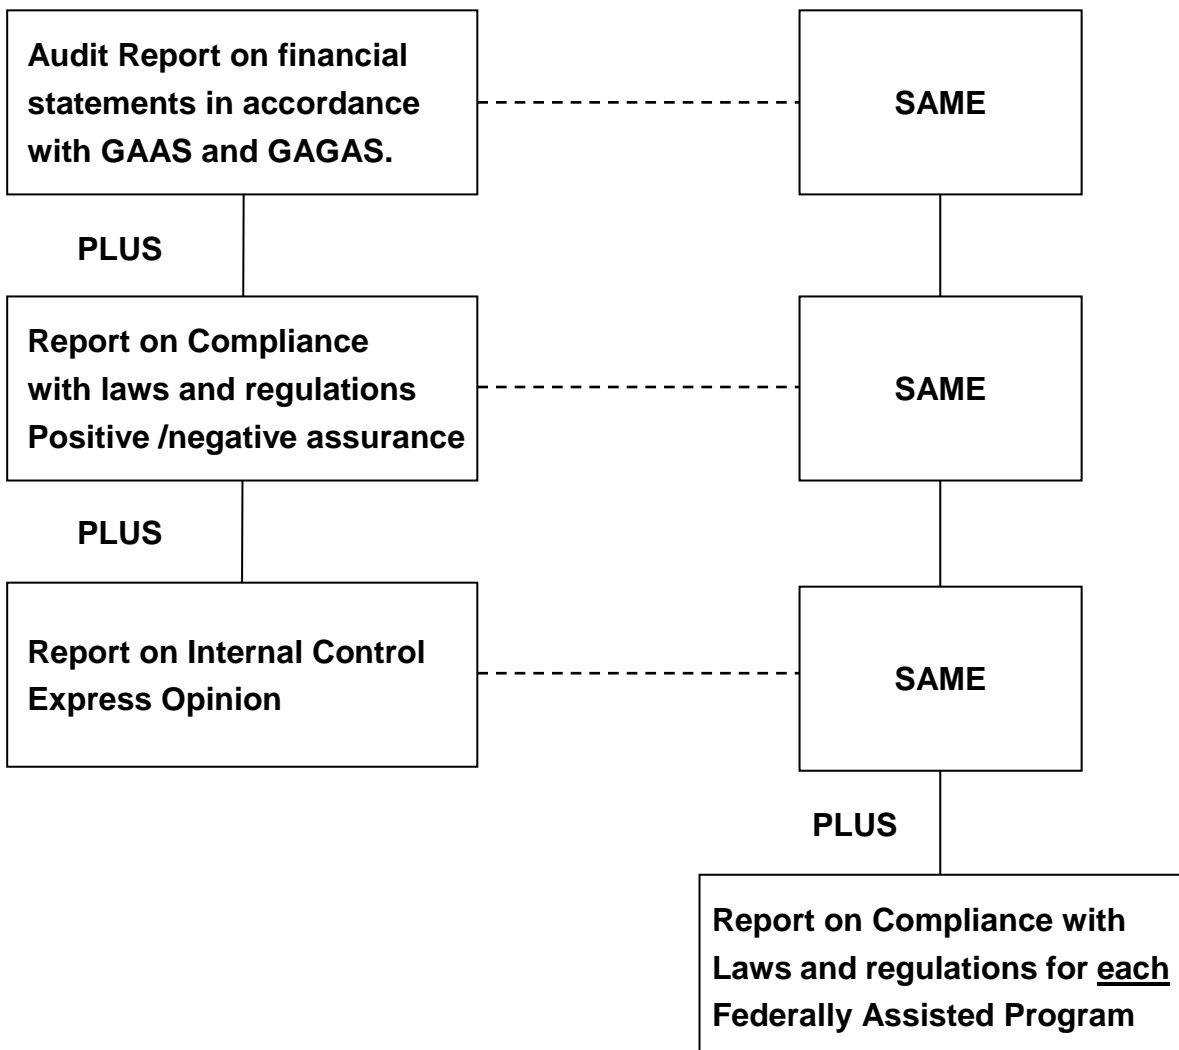 Audit Report on financial
statements in accordance
with GAAS and GAGAS.
SAME
PLUS
Report on Compliance
with laws and regulations
Positive /negative assurance
SAME
PLUS
Report on Internal Control
Express Opinion
SAME
PLUS
Report on Compliance with
Laws and regulations for each
Federally Assisted Program